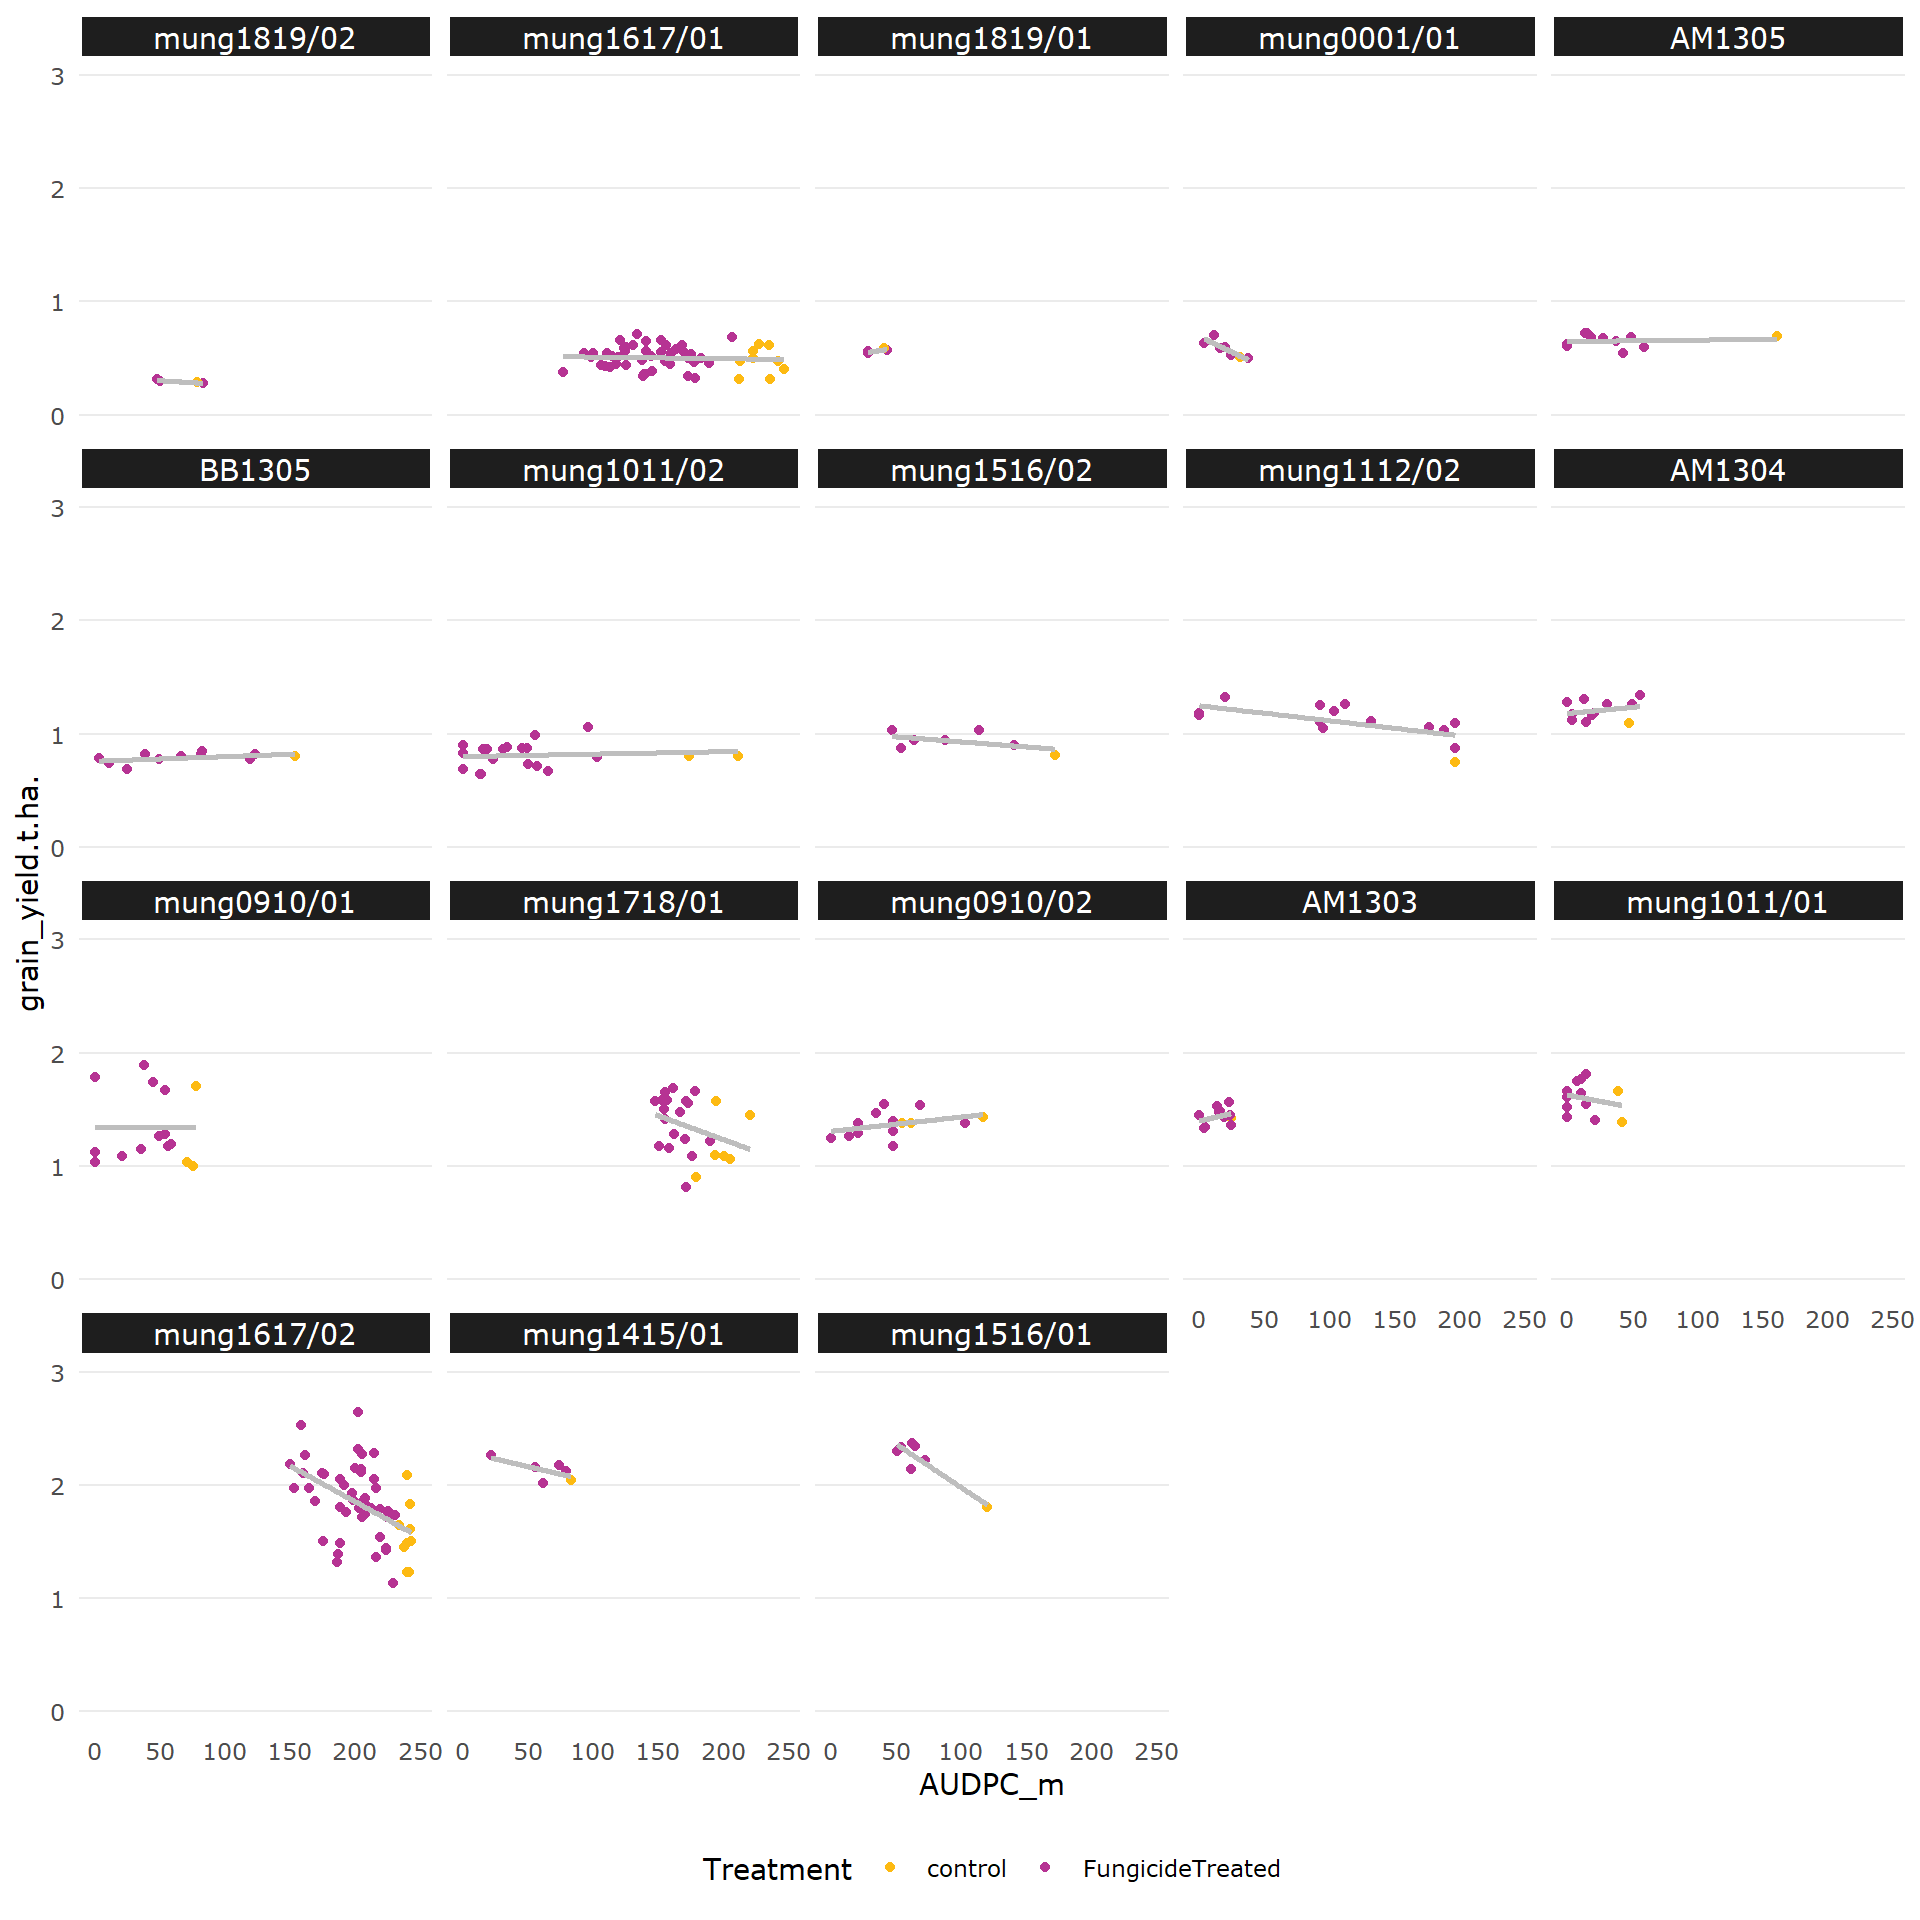 mung1819/02 mung1617/01 mung1819/01 mung0001/01 AM1305
3
2
1
0
BB1305 mung1011/02 mung1516/02 mung1112/02 AM1304
3
2
1
0
grain_yield.t.ha.
mung0910/01 mung1718/01 mung0910/02 AM1303 mung1011/01
3
2
1
0
0 50 100 150 200 250 0 50 100 150 200 250
mung1617/02 mung1415/01 mung1516/01
3
2
1
0
0 50 100 150 200 250 0 50 100 150 200 250 0 50 100 150 200 250
AUDPC_m
Treatment control FungicideTreated